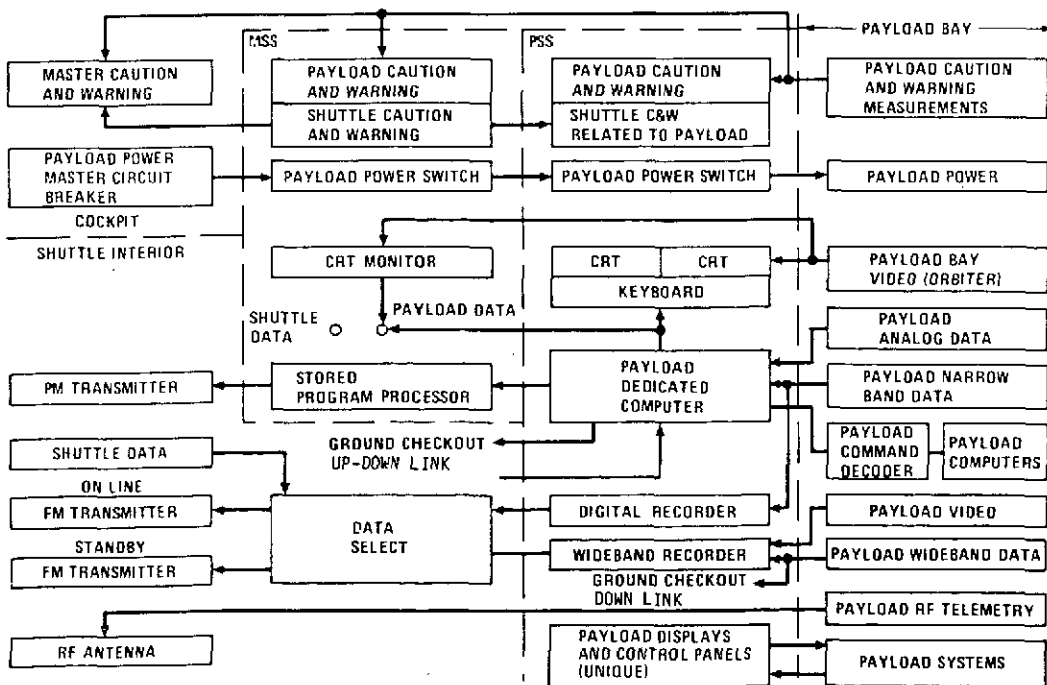 MSS
PSS
PAYLOAD BAY
MASTER CAUTION
AND WARNING
PAYLOAD CAUTION
AND WARNING
SHUTTLE CAUTION
AND WARNING
PAYLOAD CAUTION
AND WARNING
SHUTTLE C&W
RELATED TO PAYLOAD
PAYLOAD CAUTION
AND WARNING
MEASUREMENTS
PAYLOAD POWER
MASTER CIRCUIT
BREAKER
PAYLOAD POWER SWITCH
PAYLOAD POWER SWITCH
PAYLOAD POWER
COCKPIT
SHUTTLE INTERIOR
CRT MONITOR
CRT
CRT
KEYBOARD
PAYLOAD BAY
VIDEO (ORBITER)
SHUTTLE
DATA
PAYLOAD DATA
PAYLOAD
ANALOG DATA
PM TRANSMITTER
STORED
PROGRAM PROCESSOR
PAYLOAD
DEDICATED
COMPUTER
PAYLOAD NARROW
BAND DATA
GROUND CHECKOUT
UP-DOWN LINK
PAYLOAD
COMMAND
DECODER
PAYLOAD
COMPUTERS
SHUTTLE DATA
ON LINE
FM TRANSMITTER
STANDBY
FM TRANSMITTER
DATA
SELECT
DIGITAL RECORDER
PAYLOAD VIDEO
WIDEBAND RECORDER
PAYLOAD WIDEBAND DATA
GROUND CHECKOUT
DOWN LINK
PAYLOAD RF TELEMETRY
RF ANTENNA
PAYLOAD DISPLAYS
AND CONTROL PANELS
(UNIQUE)
PAYLOAD SYSTEMS